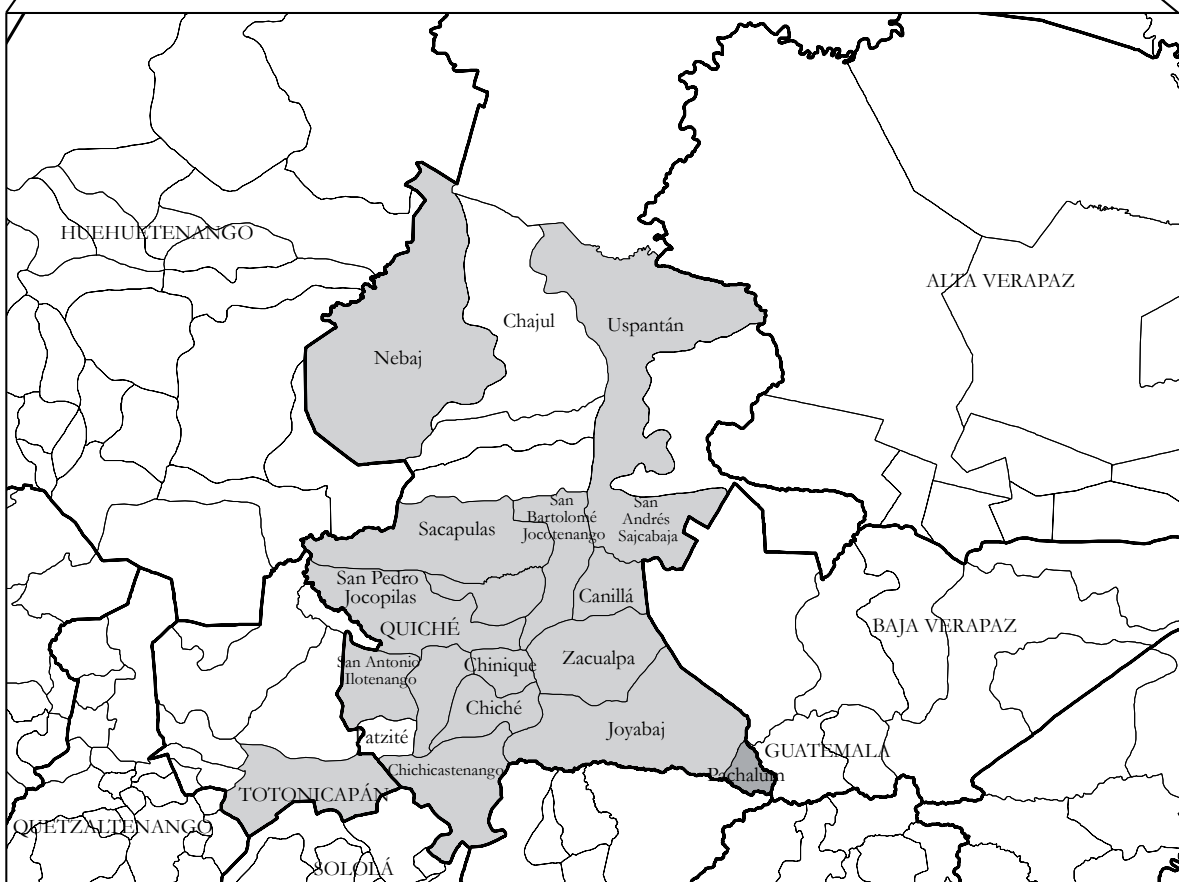 HUEHUETENANGO
ALTA VERAPAZ
Chajul
Uspantán
Nebaj
San
Bartolomé
Jocotenango
San
Andrés
Sajcabaja
Sacapulas
San Pedro
Jocopilas
Canillá
QUICHÉ
BAJA VERAPAZ
San Antonio
Ilotenango
Chinique
Zacualpa
Chiché
Joyabaj
Patzité
GUATEMALA
Chichicastenango
Pachalum
TOTONICAPÁN
QUETZALTENANGO
SOLOLÁ